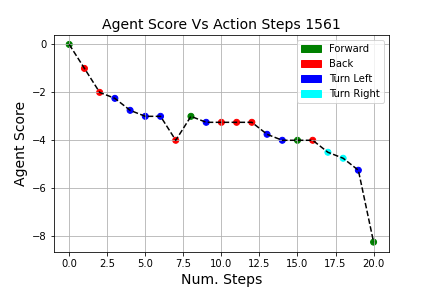 Agent Score Vs Action Steps 1561
Forward
Back
Turn Left
Turn Right
Agent Score
0
−2
−4
−6
−8
0.0 2.5 5.0 7.5 10.0 12.5 15.0 17.5 20.0
Num. Steps